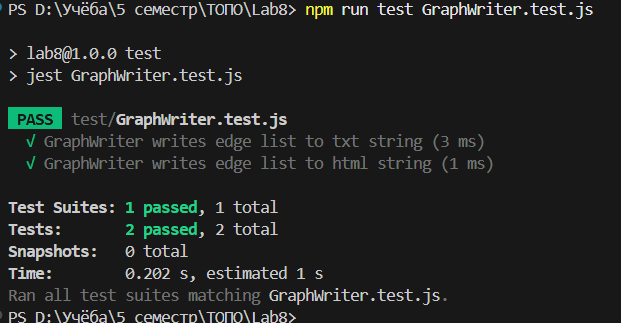 PS D:\Учёба\5 семестр\ТОПО\Lab8> npm run test GraphWriter.test.js
> lab8@1.0.0 test
> jest GraphWriter.test.js
PASS test/GraphWriter.test.js
√ GraphWriter writes edge list to txt string (3 ms)
√ GraphWriter writes edge list to html string (1 ms)
Test Suites: 1 passed, 1 total
Tests: 2 passed, 2 total
Snapshots: 0 total
Time: 0.202 s, estimated 1 s
Ran all test suites matching GraphWriter.test.js.
PS D:\Учёба\5 семестр\ТОПО\Lab8>